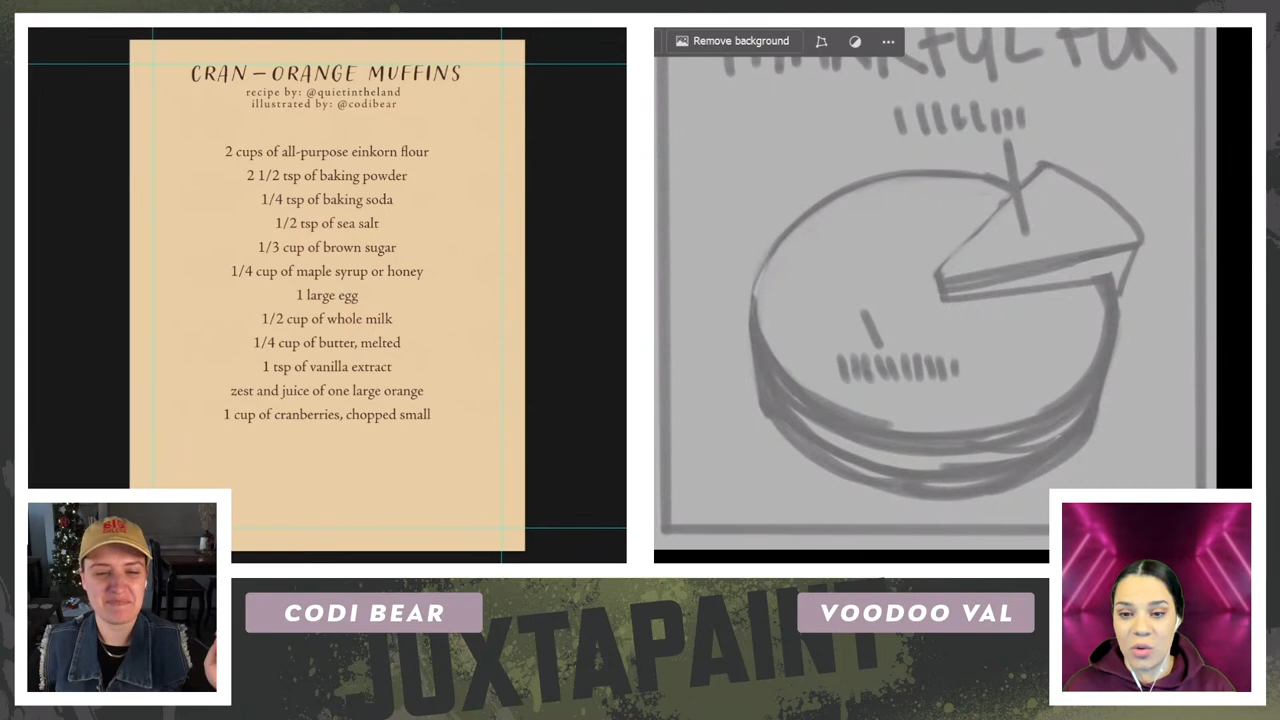 CRAN – ORANGE MUFFINS
recipe by: @quietintheland
illustrated by: @codibear
2 cups of all-purpose einkorn flour
2 1/2 tsp of baking powder
1/4 tsp of baking soda
1/2 tsp of sea salt
1/3 cup of brown sugar
1/4 cup of maple syrup or honey
1 large egg
1/2 cup of whole milk
1/4 cup of butter, melted
1 tsp of vanilla extract
zest and juice of one large orange
1 cup of cranberries, chopped small
Remove background
CODI BEAR
VOODOO VAL
JUXTAPAINT